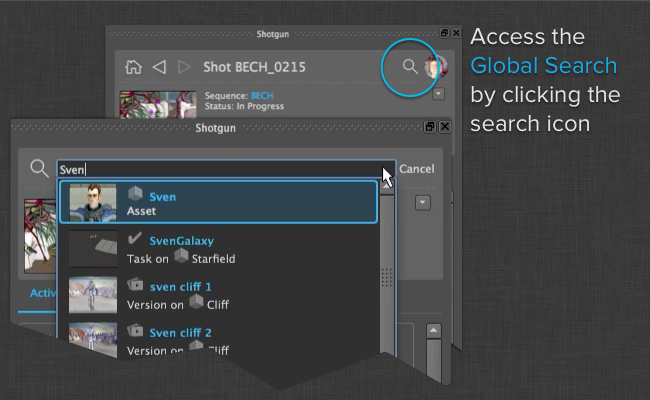 Shotgun
Shot BECH_0215
Sequence: BECH
Status: In Progress
Access the
Global Search
by clicking the
search icon
Shotgun
Sven
Cancel
Sven
Asset
SvenGalaxy
Task on Starfield
sven cliff 1
Version on Cliff
Sven cliff 2
Version on Cliff
Activ